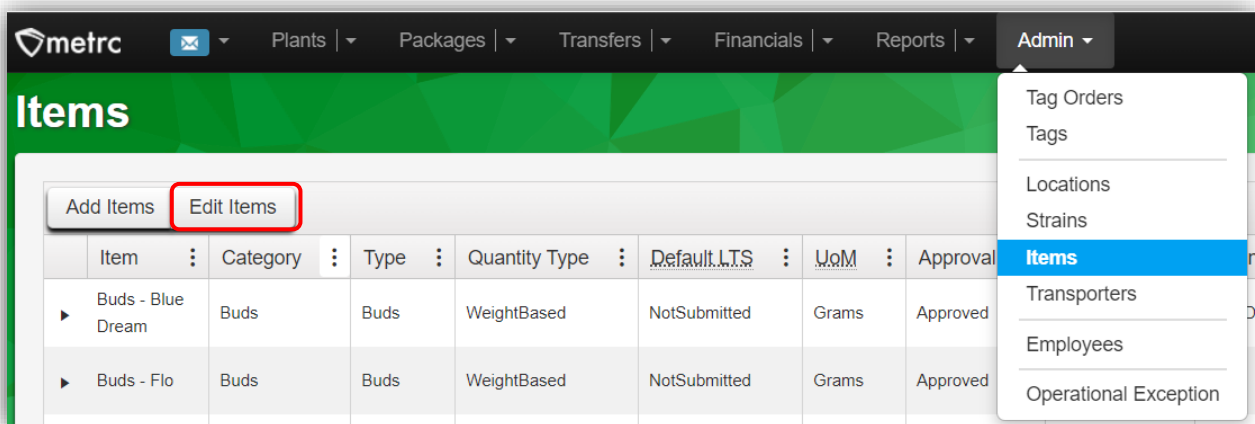 metrc Plants Packages Transfers Financials Reports Admin
Items
Tag Orders
Tags
Locations
Strains
Items
Transporters
Employees
Operational Exception
Add Items Edit Items
Item Category Type Quantity Type Default LTS UoM Approval
Buds - Blue
Dream
Buds Buds WeightBased NotSubmitted Grams Approved
Buds - Flo Buds Buds WeightBased NotSubmitted Grams Approved